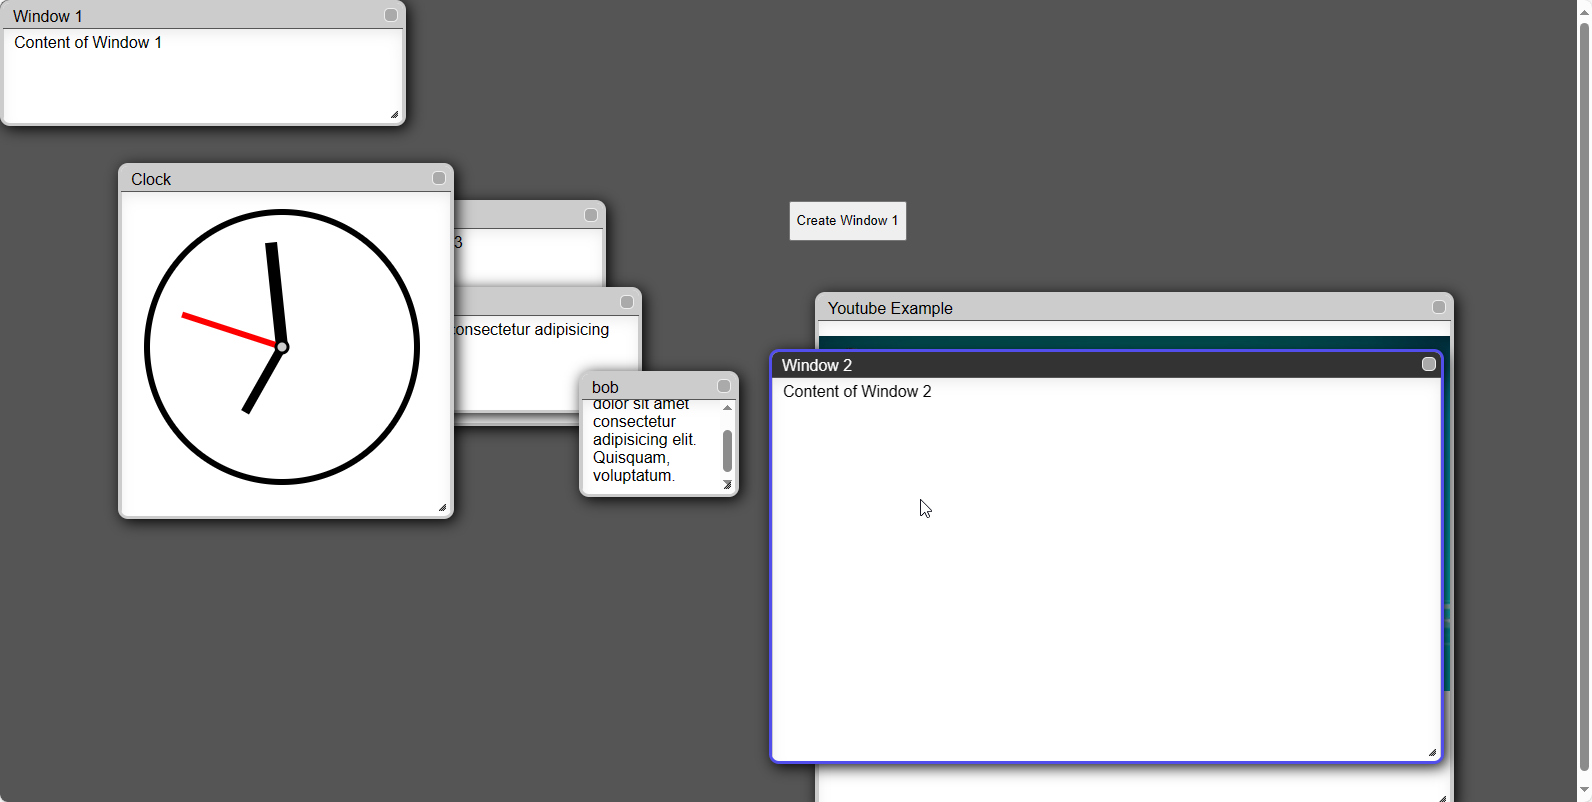 Window 1
Content of Window 1
Clock
3
Create Window 1
Youtube Example
consectetur adipisicing
Window 2
Content of Window 2
bob
dolor sit amet
consectetur
adipisicing elit.
Quisquam,
voluptatum.